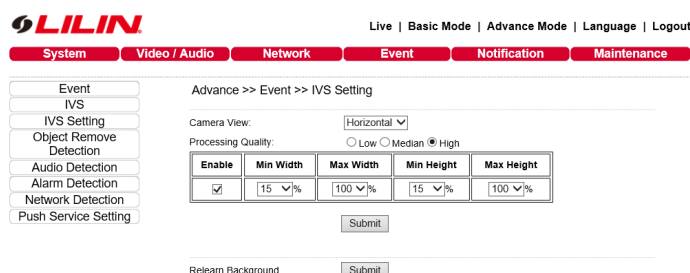 LILIN
Live | Basic Mode | Advance Mode | Language | Logout
System Video / Audio Network Event Notification Maintenance
Event
IVS
IVS Setting
Object Remove
Detection
Audio Detection
Alarm Detection
Network Detection
Push Service Setting
Advance >> Event >> IVS Setting
Camera View: Horizontal
Processing Quality: Low Median High
Enable Min Width Max Width Min Height Max Height
15 % 100 % 15 % 100 %
Submit
Relearn Background Submit